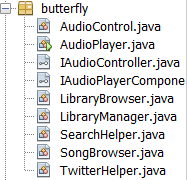 butterfly
AudioControl.java
AudioPlayer.java
IAudioController.java
IAudioPlayerCompone
LibraryBrowser.java
LibraryManager.java
SearchHelper.java
SongBrowser.java
TwitterHelper.java